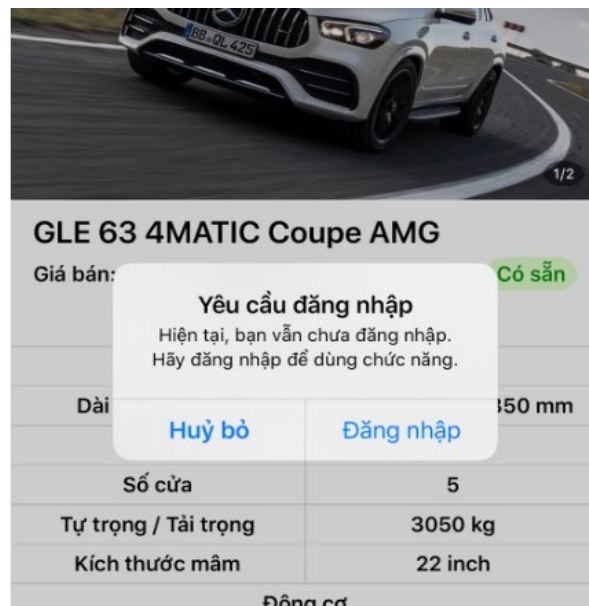 BB·QL 425
1/2
GLE 63 4MATIC Coupe AMG
Giá bán:
Có sẵn
Yêu cầu đăng nhập
Hiện tại, bạn vẫn chưa đăng nhập.
Hãy đăng nhập để dùng chức năng.
Dài
350 mm
Huỷ bỏ Đăng nhập
Số cửa 5
Tự trọng / Tải trọng 3050 kg
Kích thước mâm 22 inch
Động cơ